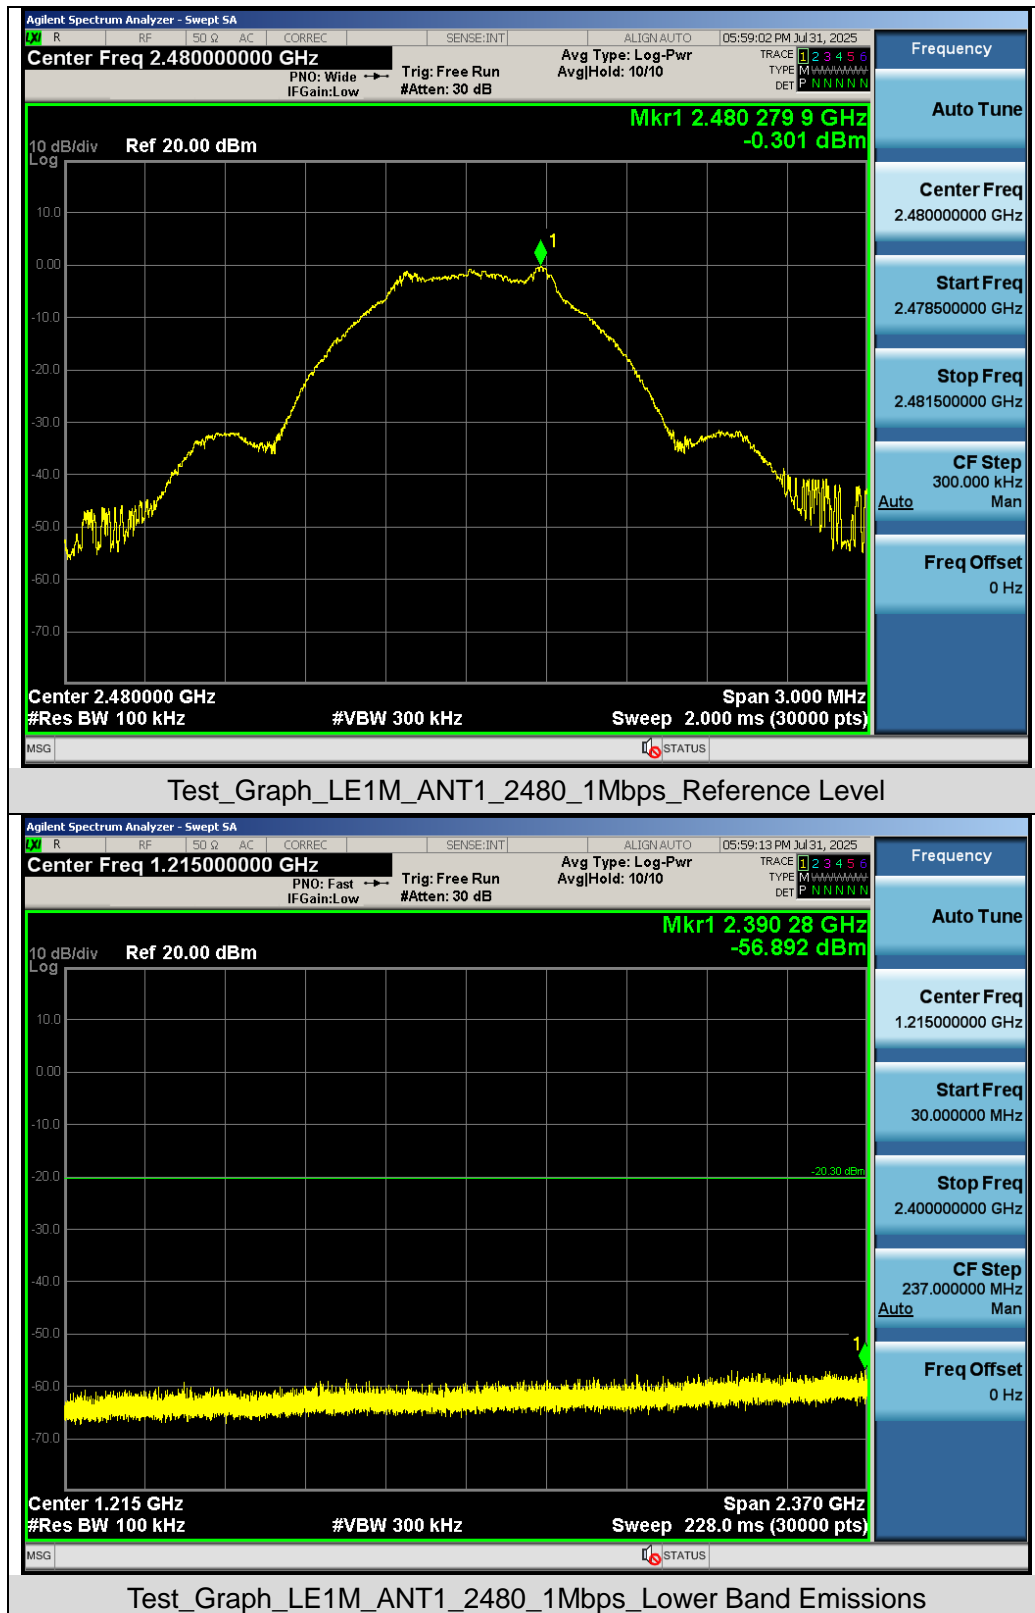 Agilent Spectrum Analyzer - Swept SA
LXI R RF 50 Ω AC CORREC SENSE:INT ALIGN AUTO 05:59:02 PM Jul 31, 2025
Center Freq 2.480000000 GHz
PNO: Wide
IFGain:Low
Trig: Free Run
#Atten: 30 dB
Avg Type: Log-Pwr
Avg|Hold: 10/10
TRACE 1 2 3 4 5 6
TYPE M
DET P N N N N N
Mkr1 2.480 279 9 GHz
-0.301 dBm
10 dB/div Ref 20.00 dBm
Log
10.0
0.00
-10.0
-20.0
-30.0
-40.0
-50.0
-60.0
-70.0
1
Center 2.480000 GHz Span 3.000 MHz
#Res BW 100 kHz #VBW 300 kHz Sweep 2.000 ms (30000 pts)
MSG STATUS
Frequency
Auto Tune
Center Freq
2.480000000 GHz
Start Freq
2.478500000 GHz
Stop Freq
2.481500000 GHz
CF Step
300.000 kHz
Auto Man
Freq Offset
0 Hz
Test_Graph_LE1M_ANT1_2480_1Mbps_Reference Level
Agilent Spectrum Analyzer - Swept SA
LXI R RF 50 Ω AC CORREC SENSE:INT ALIGN AUTO 05:59:13 PM Jul 31, 2025
Center Freq 1.215000000 GHz
PNO: Fast
IFGain:Low
Trig: Free Run
#Atten: 30 dB
Avg Type: Log-Pwr
Avg|Hold: 10/10
TRACE 1 2 3 4 5 6
TYPE M
DET P N N N N N
Mkr1 2.390 28 GHz
-56.892 dBm
10 dB/div Ref 20.00 dBm
Log
10.0
0.00
-10.0
-20.0
-30.0
-40.0
-50.0
-60.0
-70.0
-20.30 dBm
1
Center 1.215 GHz Span 2.370 GHz
#Res BW 100 kHz #VBW 300 kHz Sweep 228.0 ms (30000 pts)
MSG STATUS
Frequency
Auto Tune
Center Freq
1.215000000 GHz
Start Freq
30.000000 MHz
Stop Freq
2.400000000 GHz
CF Step
237.000000 MHz
Auto Man
Freq Offset
0 Hz
Test_Graph_LE1M_ANT1_2480_1Mbps_Lower Band Emissions